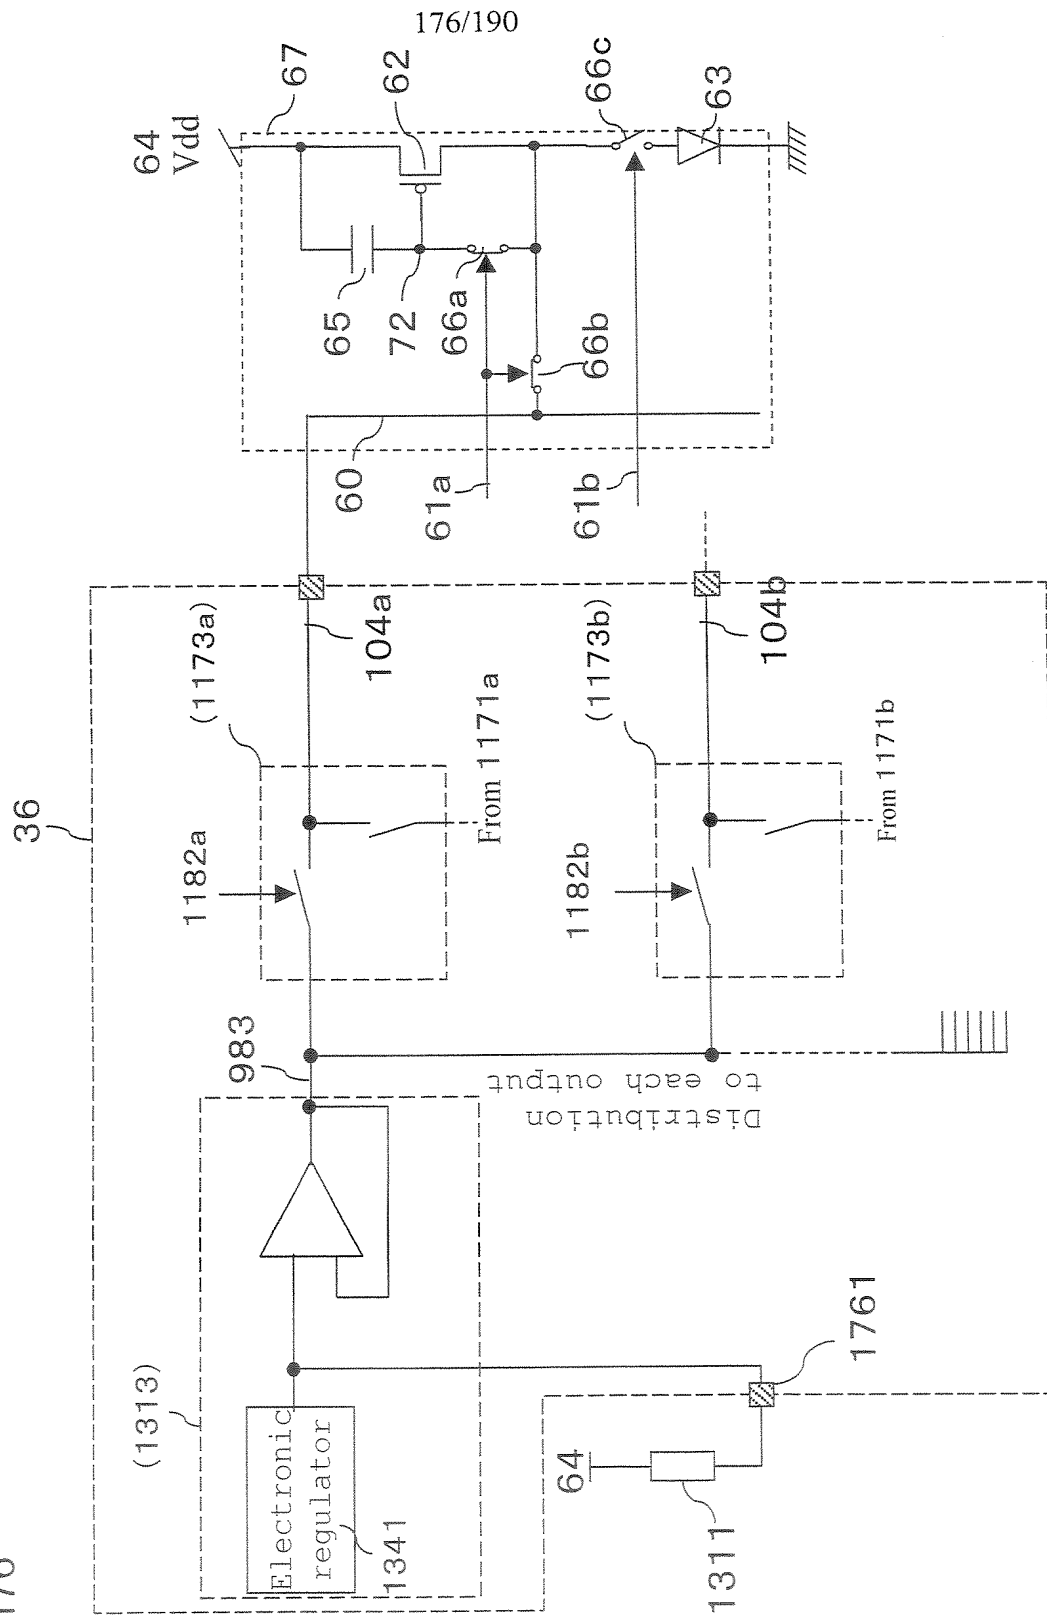 176/190
176
36
64
Vdd
67
62
66c
63
65
72
66a
66b
60
61a
61b
(1173a)
104a
1182a
From 1171a
(1173b)
104b
1182b
From 1171b
983
Distribution
to each output
(1313)
Electronic
regulator
1341
64
1311
1761